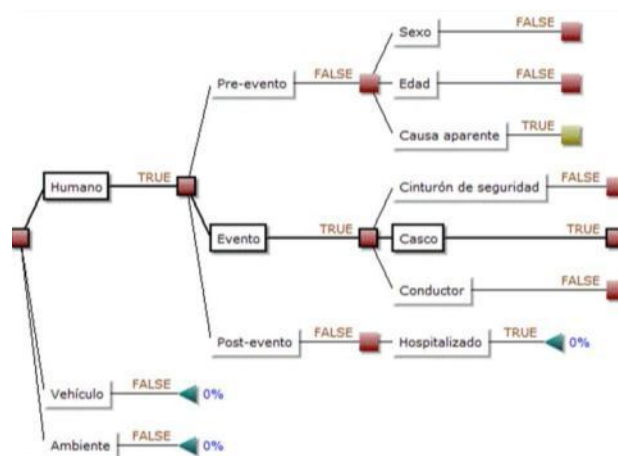 Sexo FALSE
Pre-evento FALSE Edad FALSE
Causa aparente TRUE
Humano TRUE
Cinturón de seguridad FALSE
Evento TRUE Casco TRUE
Conductor FALSE
Post-evento FALSE Hospitalizado TRUE 0%
Vehículo FALSE 0%
Ambiente FALSE 0%